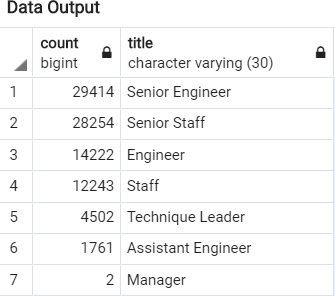 Data Output
count title
bigint character varying (30)
1 29414 Senior Engineer
2 28254 Senior Staff
3 14222 Engineer
4 12243 Staff
5 4502 Technique Leader
6 1761 Assistant Engineer
7 2 Manager